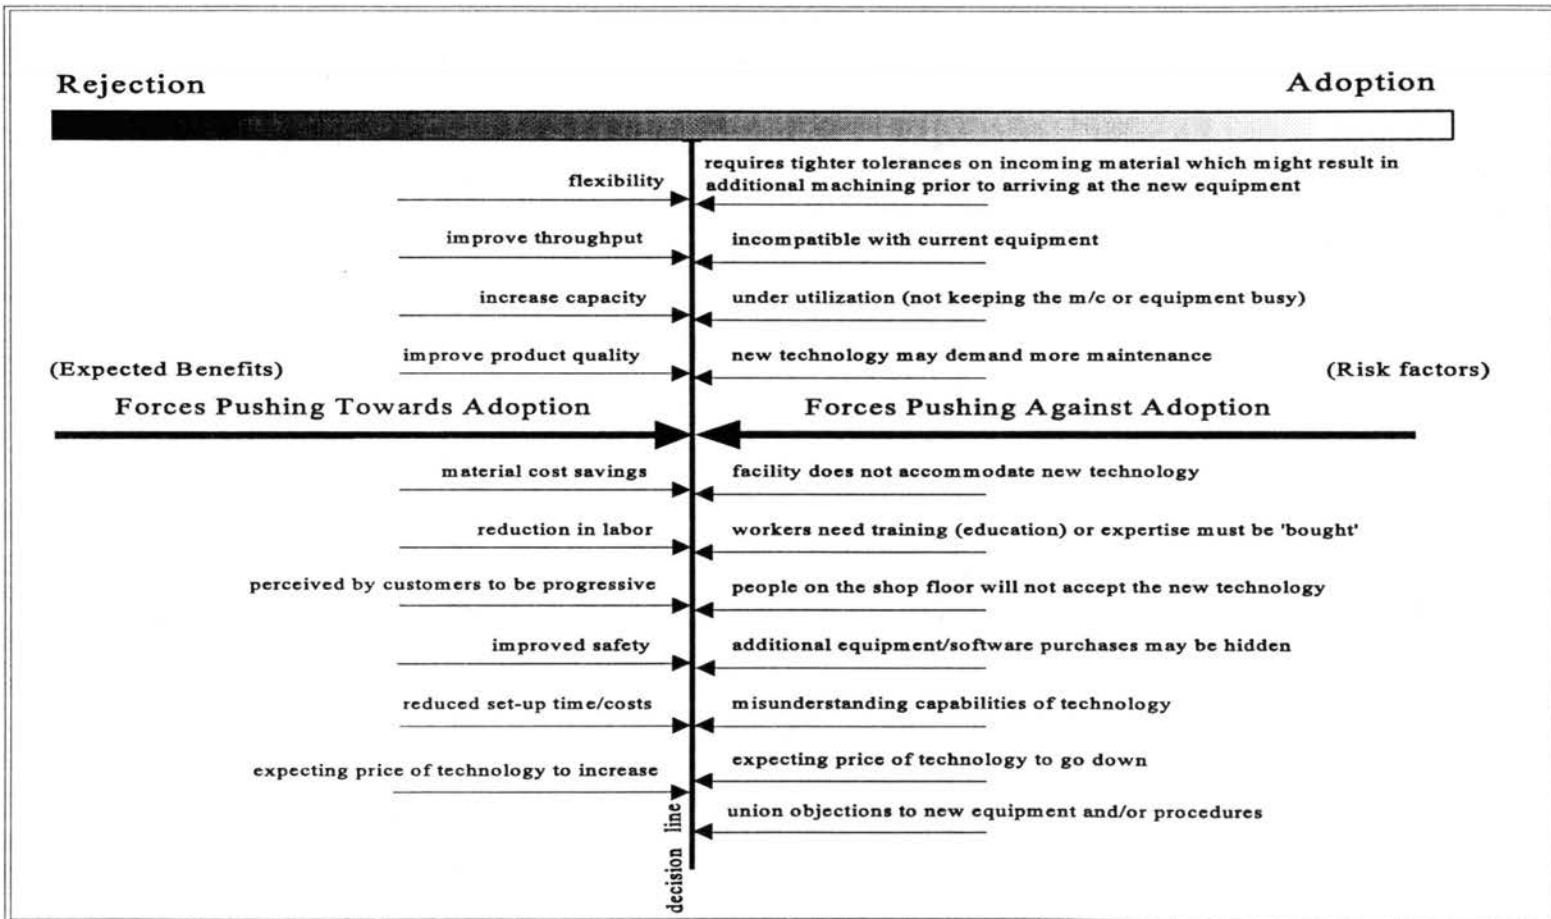 Rejection
Adoption
flexibility
requires tighter tolerances on incoming material which might result in
additional machining prior to arriving at the new equipment
improve throughput
incompatible with current equipment
increase capacity
under utilization (not keeping the m/c or equipment busy)
improve product quality
new technology may demand more maintenance
(Expected Benefits)
(Risk factors)
Forces Pushing Towards Adoption
Forces Pushing Against Adoption
material cost savings
facility does not accommodate new technology
reduction in labor
workers need training (education) or expertise must be 'bought'
perceived by customers to be progressive
people on the shop floor will not accept the new technology
improved safety
additional equipment/software purchases may be hidden
reduced set-up time/costs
misunderstanding capabilities of technology
expecting price of technology to increase
expecting price of technology to go down
union objections to new equipment and/or procedures
decision line